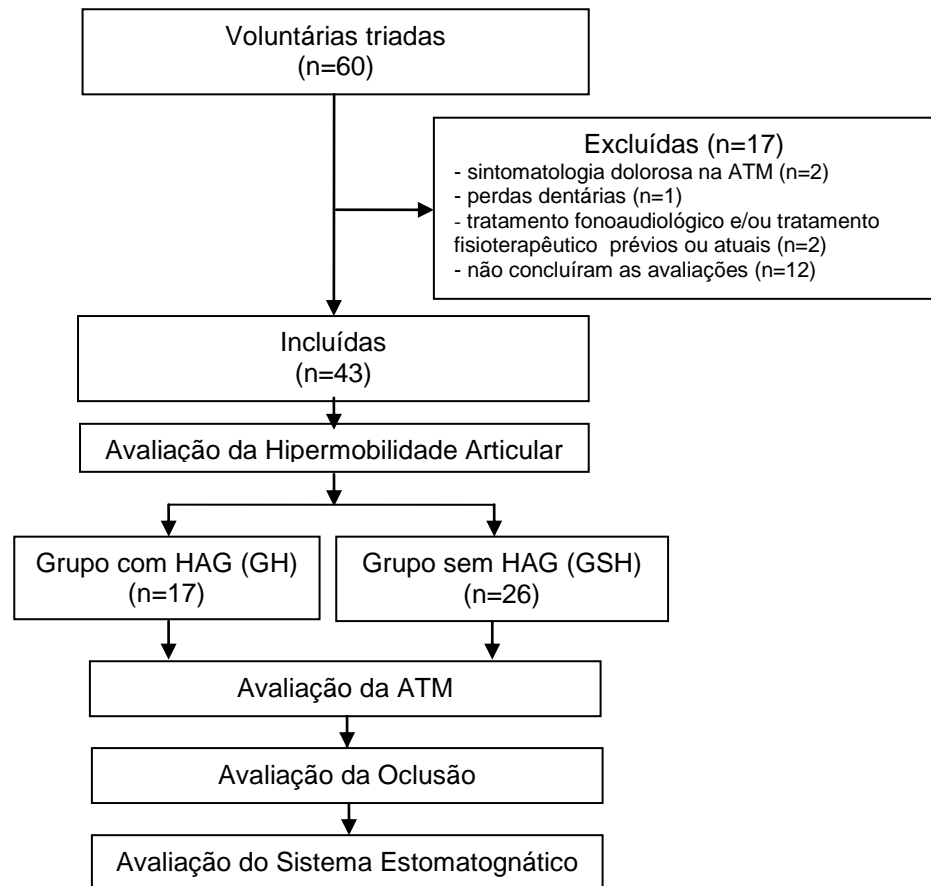 Voluntárias triadas
(n=60)
Excluídas (n=17)
- sintomatologia dolorosa na ATM (n=2)
- perdas dentárias (n=1)
- tratamento fonoaudiológico e/ou tratamento
fisioterapêutico prévios ou atuais (n=2)
- não concluíram as avaliações (n=12)
Incluídas
(n=43)
Avaliação da Hipermobilidade Articular
Grupo com HAG (GH)
(n=17)
Grupo sem HAG (GSH)
(n=26)
Avaliação da ATM
Avaliação da Oclusão
Avaliação do Sistema Estomatognático